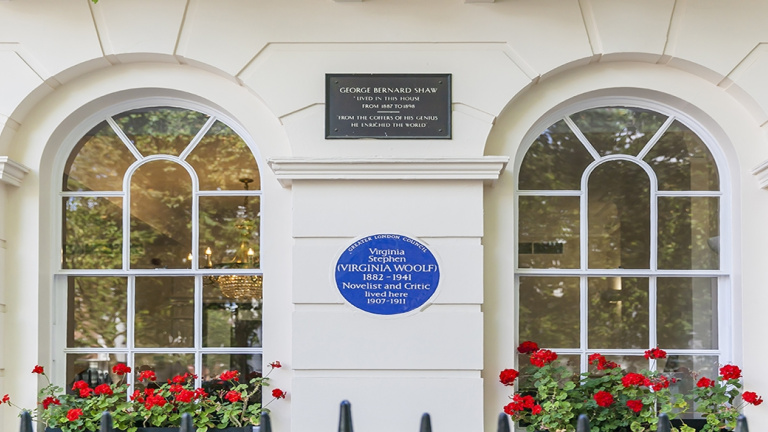 GEORGE BERNARD SHAW
LIVED IN THIS HOUSE
FROM 1887 TO 1898
'FROM THE COFFERS OF HIS GENIUS
HE ENRICHED THE WORLD'
GREATER LONDON COUNCIL
Virginia
Stephen
(VIRGINIA WOOLF)
1882-1941
Novelist and Critic
lived here
1907-1911